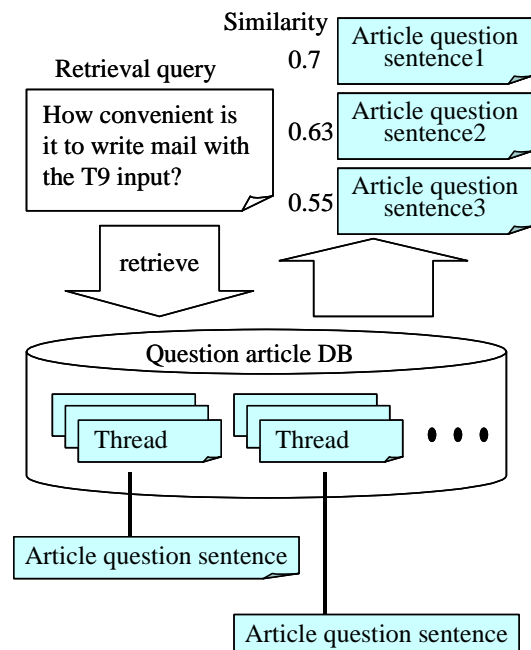 Similarity
Retrieval query
How convenient is
it to write mail with
the T9 input?
0.7
Article question
sentence1
0.63
Article question
sentence2
0.55
Article question
sentence3
retrieve
Question article DB
Thread
Thread
Article question sentence
Article question sentence